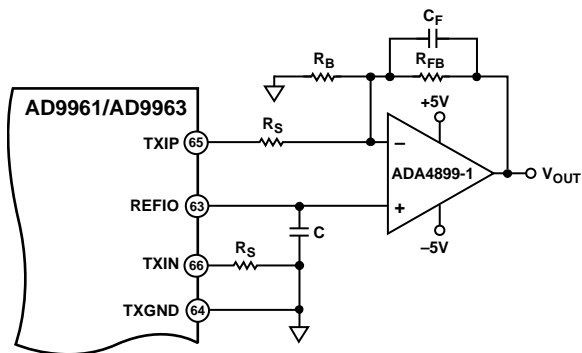 C_F
R_B
R_FB
AD9961/AD9963
+5V
TXIP 65
R_S
−
ADA4899-1
V_OUT
REFIO 63
+
C
−5V
TXIN 66
R_S
TXGND 64